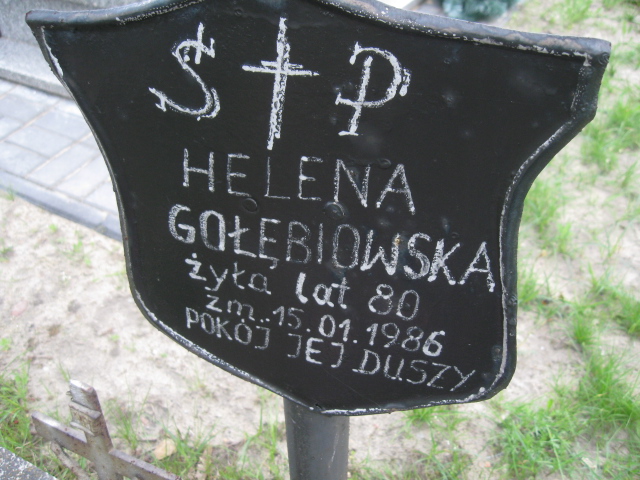 Ś † P
HELENA
GOŁĘBIOWSKA
żyła lat 80
zm. 15.01.1986
POKÓJ JEJ DUSZY